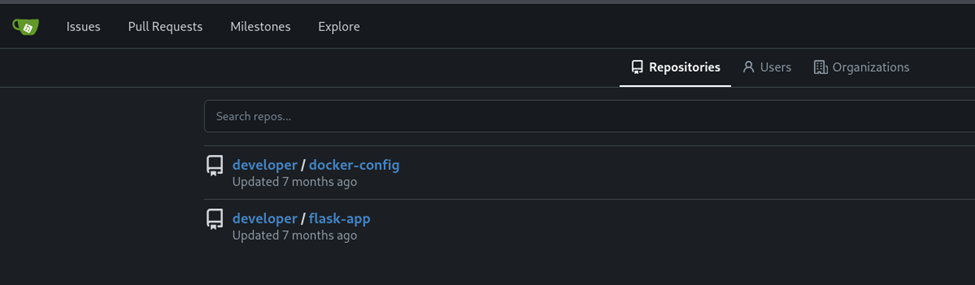 Issues Pull Requests Milestones Explore
Repositories Users Organizations
Search repos...
developer / docker-config
Updated 7 months ago
developer / flask-app
Updated 7 months ago